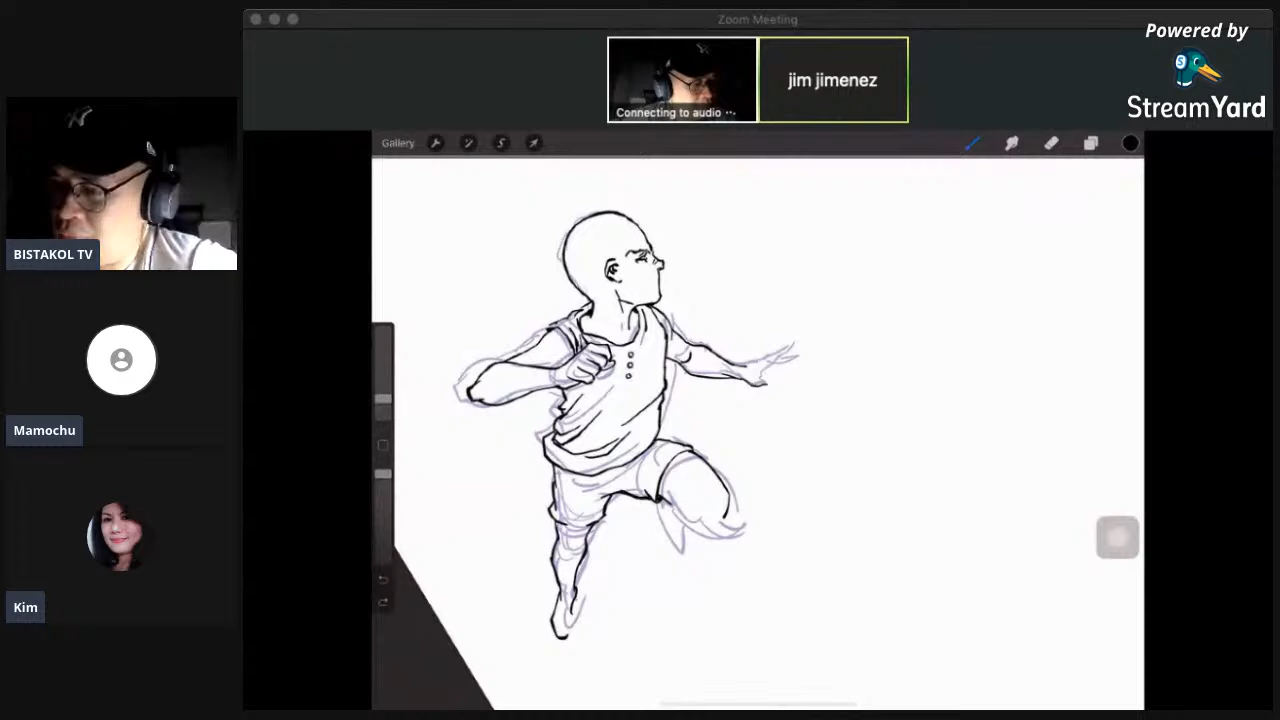 Zoom Meeting
Powered by
StreamYard
Connecting to audio ...
jim jimenez
Gallery
S
BISTAKOL TV
Mamochu
Kim